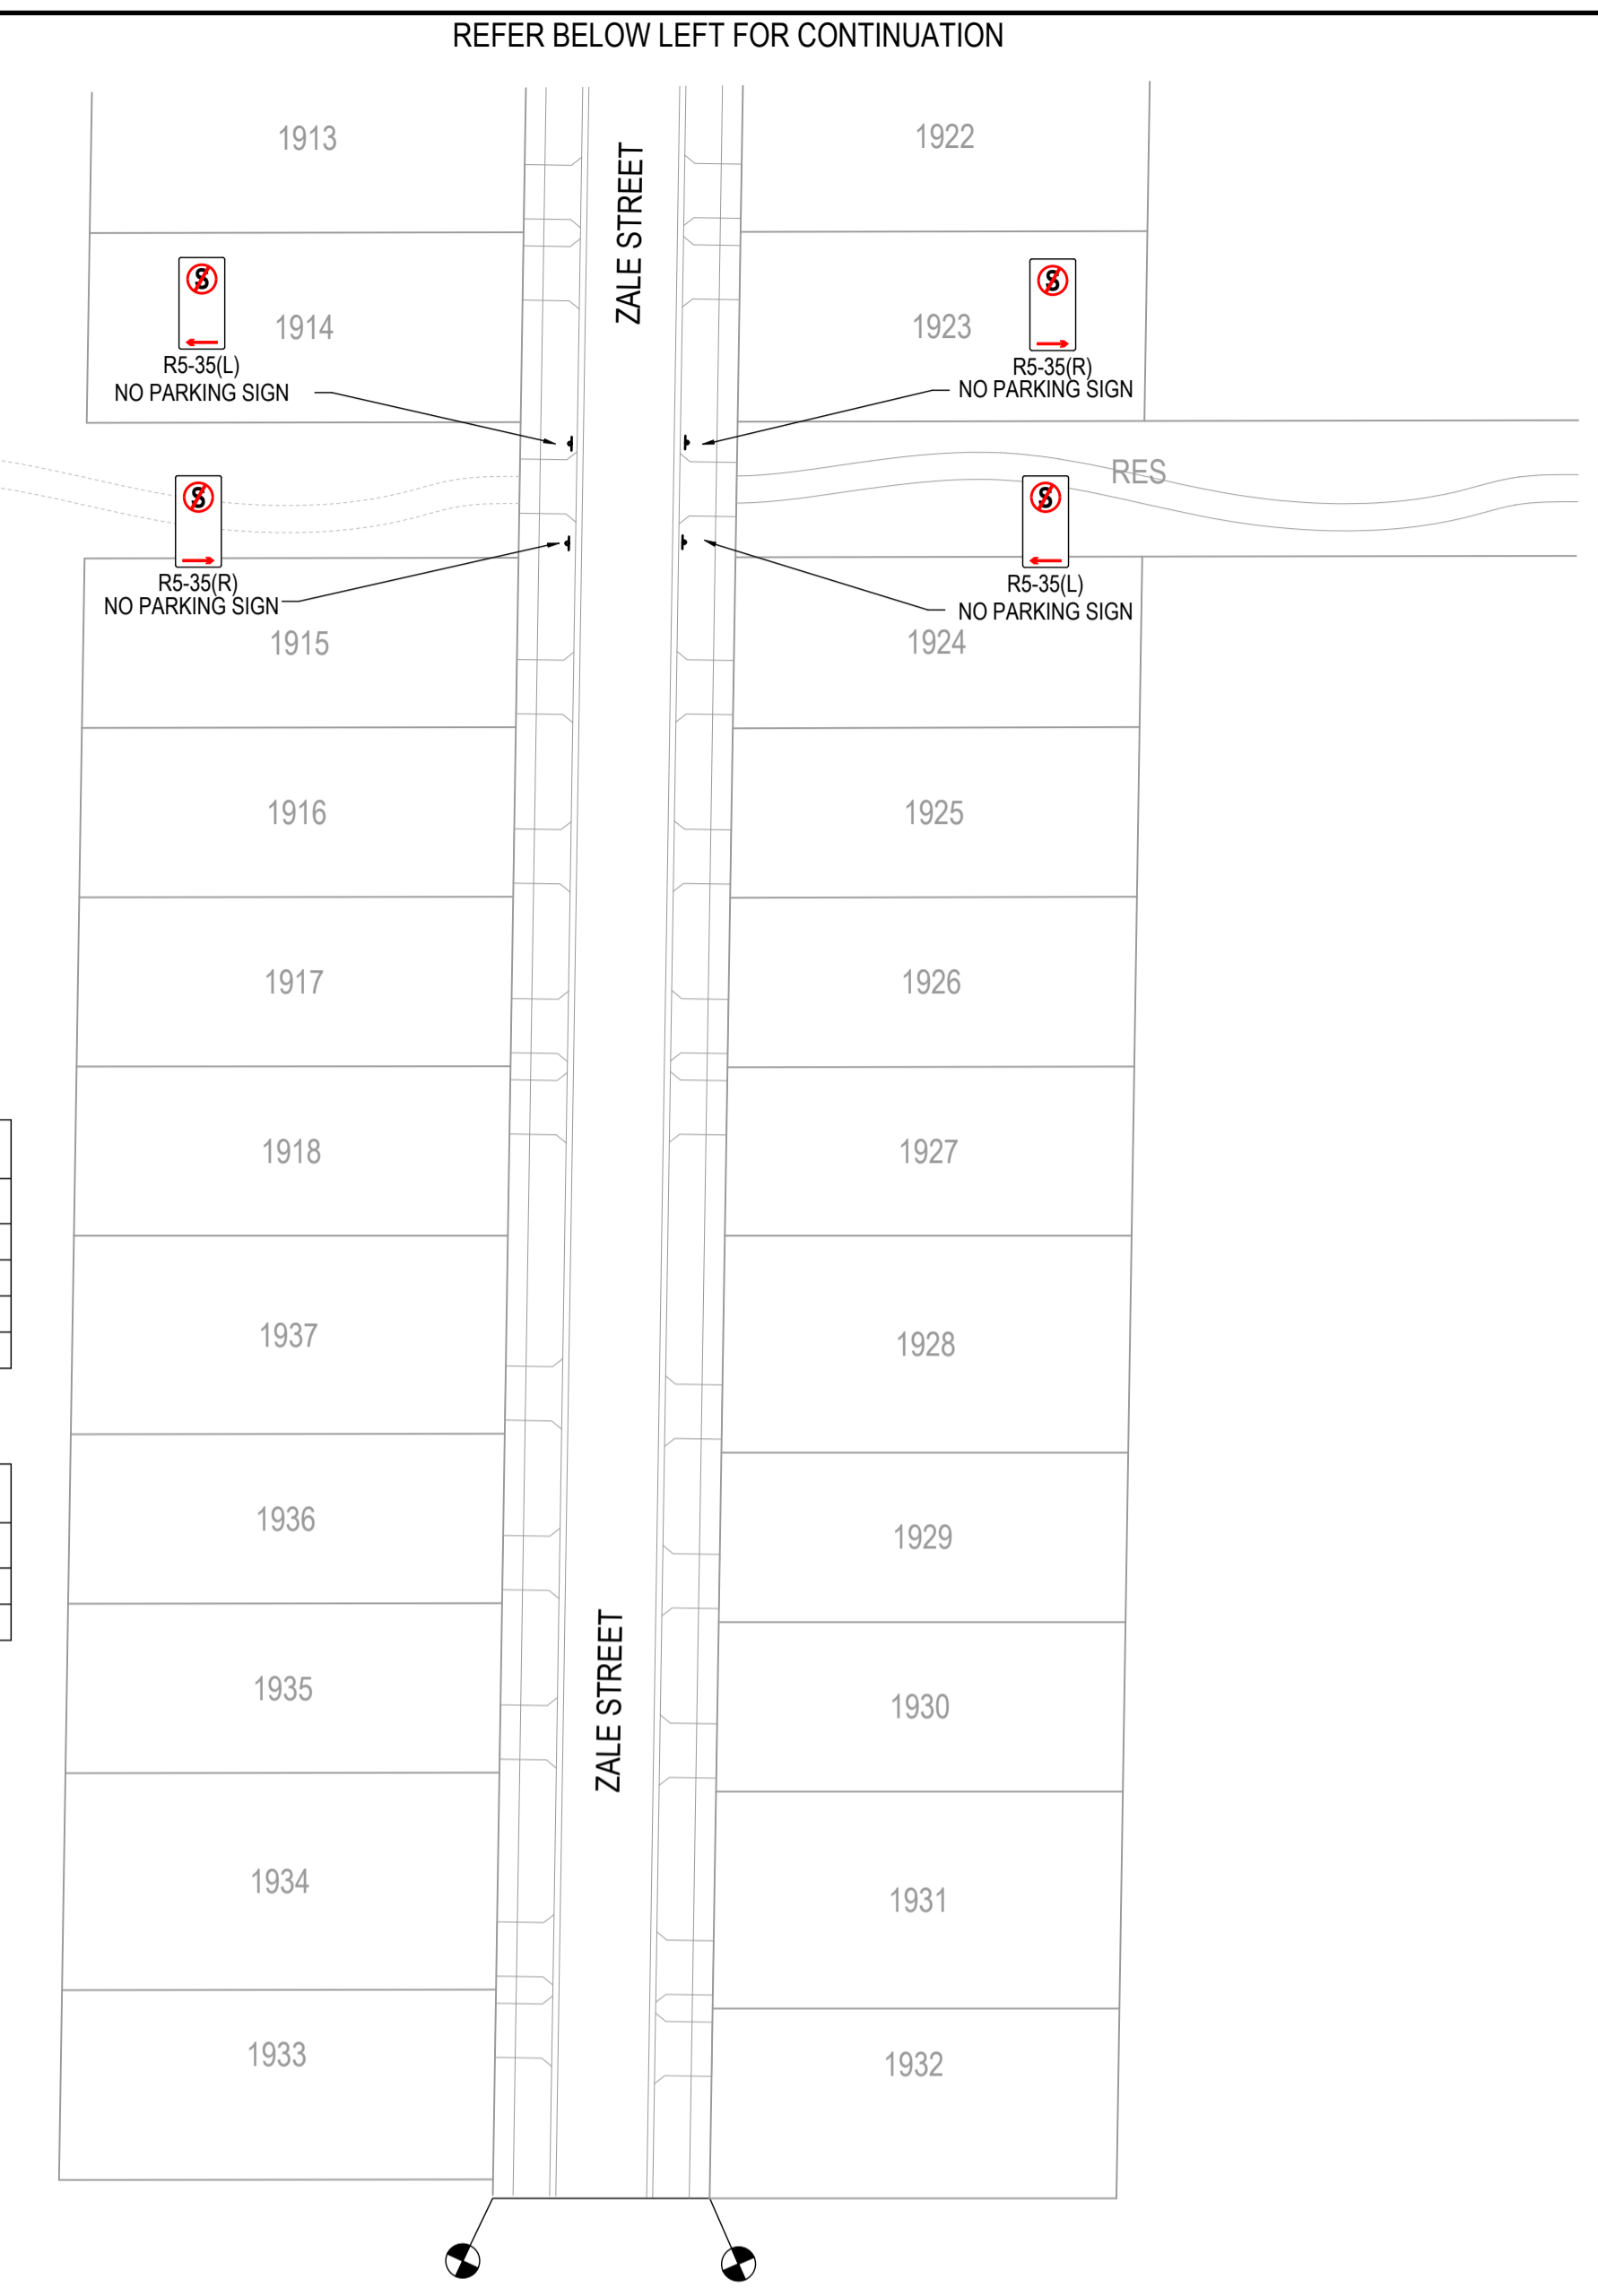 REFER BELOW LEFT FOR CONTINUATION
1913
1922
ZALE STREET
S
1914
R5-35(L)
NO PARKING SIGN
S
1923
R5-35(R)
NO PARKING SIGN
RES
S
R5-35(R)
NO PARKING SIGN
1915
S
R5-35(L)
NO PARKING SIGN
1924
1916
1925
1917
1926
1918
1927
1937
1928
1936
1929
ZALE STREET
1935
1930
1934
1931
1933
1932